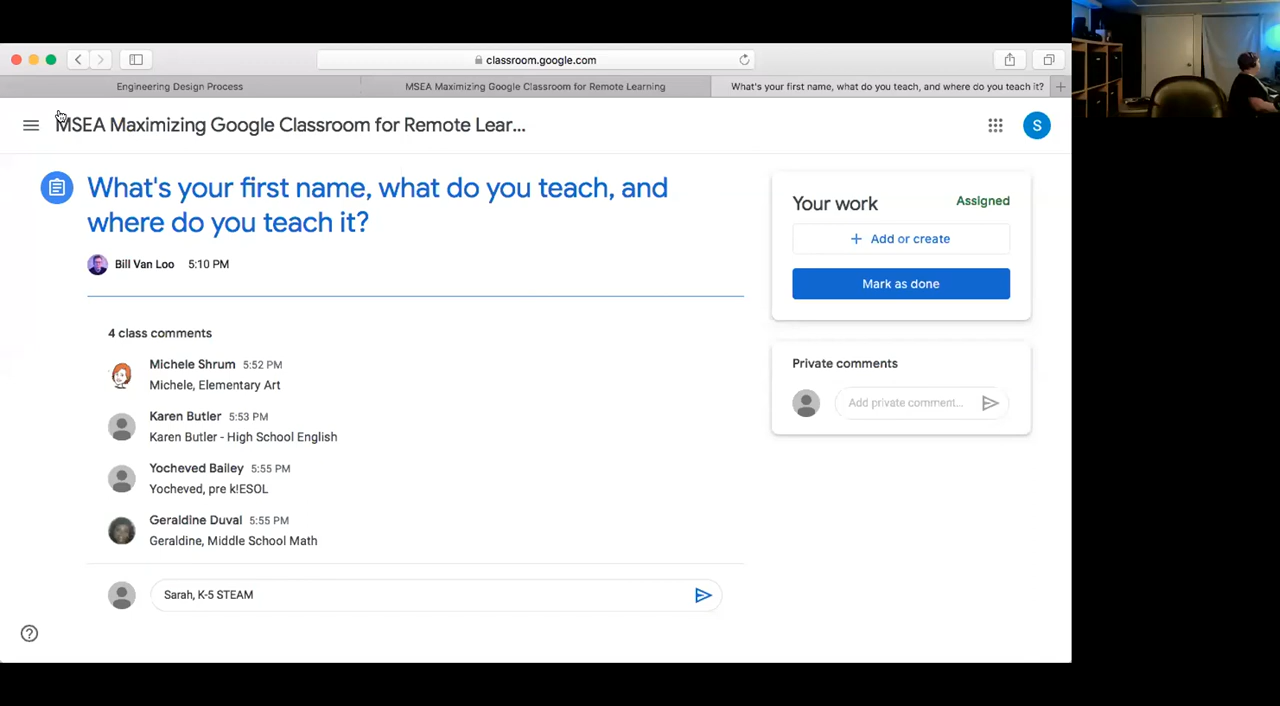 classroom.google.com
Engineering Design Process
MSEA Maximizing Google Classroom for Remote Learning
What's your first name, what do you teach, and where do you teach it?
MSEA Maximizing Google Classroom for Remote Lear...
S
What's your first name, what do you teach, and
where do you teach it?
Bill Van Loo 5:10 PM
Your work Assigned
+ Add or create
Mark as done
4 class comments
Michele Shrum 5:52 PM
Michele, Elementary Art
Karen Butler 5:53 PM
Karen Butler - High School English
Yocheved Bailey 5:55 PM
Yocheved, pre k!ESOL
Geraldine Duval 5:55 PM
Geraldine, Middle School Math
Sarah, K-5 STEAM
Private comments
Add private comment...
?